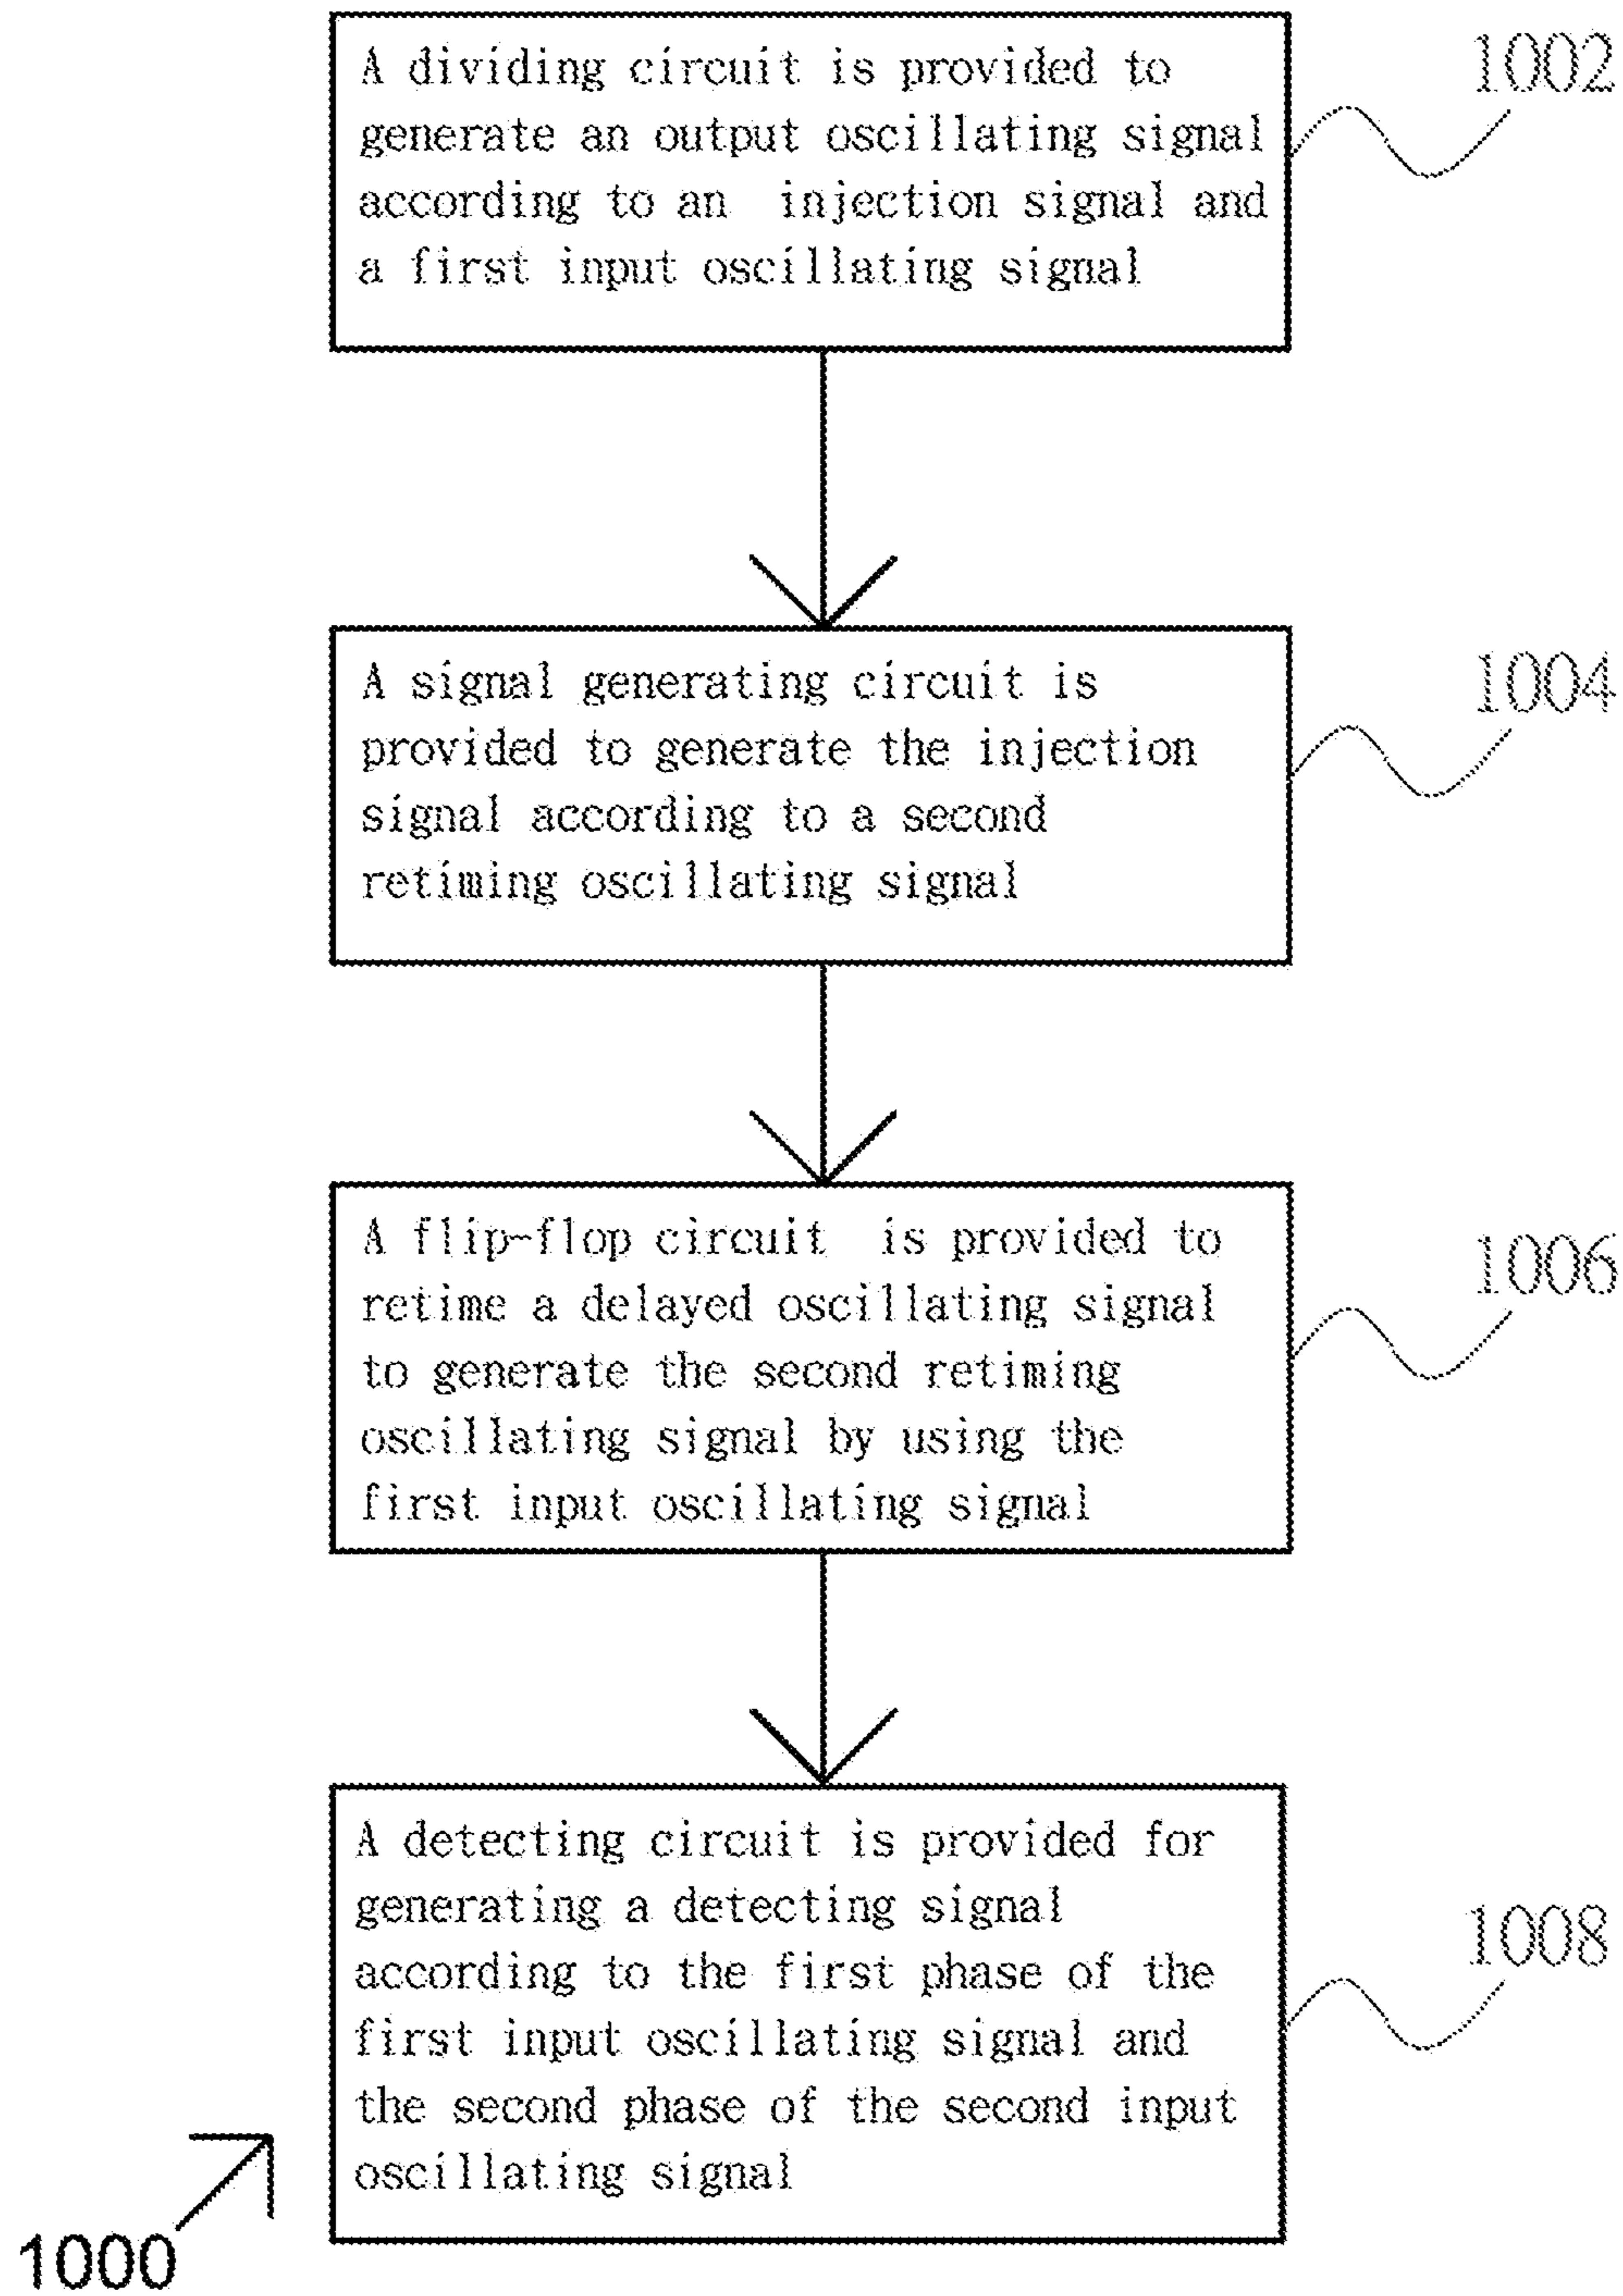 A dividing circuit is provided to
generate an output oscillating signal
according to an injection signal and
a first input oscillating signal
1002
A signal generating circuit is
provided to generate the injection
signal according to a second
retiming oscillating signal
1004
A flip-flop circuit is provided to
retime a delayed oscillating signal
to generate the second retiming
oscillating signal by using the
first input oscillating signal
1006
A detecting circuit is provided for
generating a detecting signal
according to the first phase of the
first input oscillating signal and
the second phase of the second input
oscillating signal
1008
1000